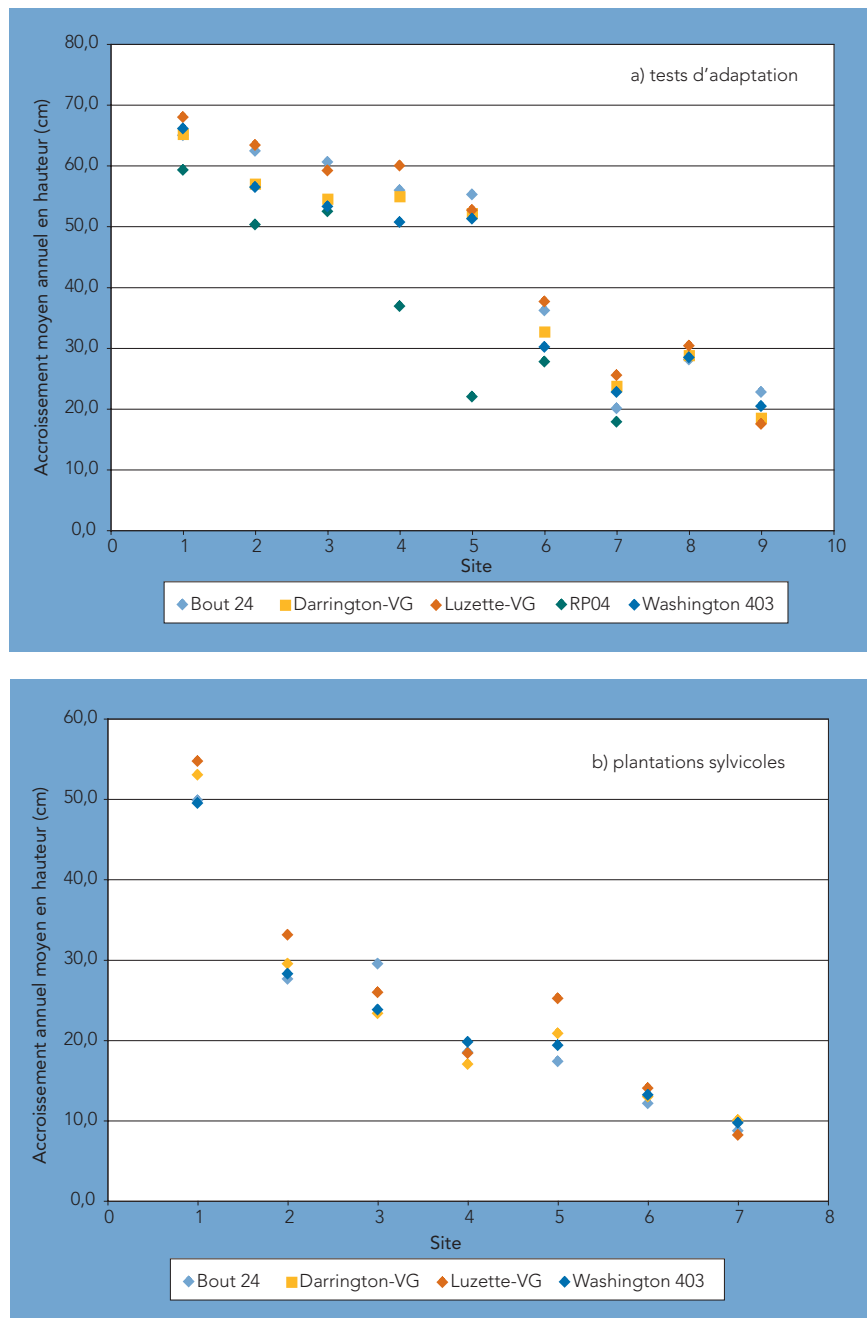 a) tests d'adaptation
Accroissement moyen annuel en hauteur (cm)
80,0
70,0
60,0
50,0
40,0
30,0
20,0
10,0
0,0
0 1 2 3 4 5 6 7 8 9 10
Site
Bout 24 Darrington-VG Luzette-VG RP04 Washington 403
b) plantations sylvicoles
Accroissement annuel moyen en hauteur (cm)
60,0
50,0
40,0
30,0
20,0
10,0
0,0
0 1 2 3 4 5 6 7 8
Site
Bout 24 Darrington-VG Luzette-VG Washington 403